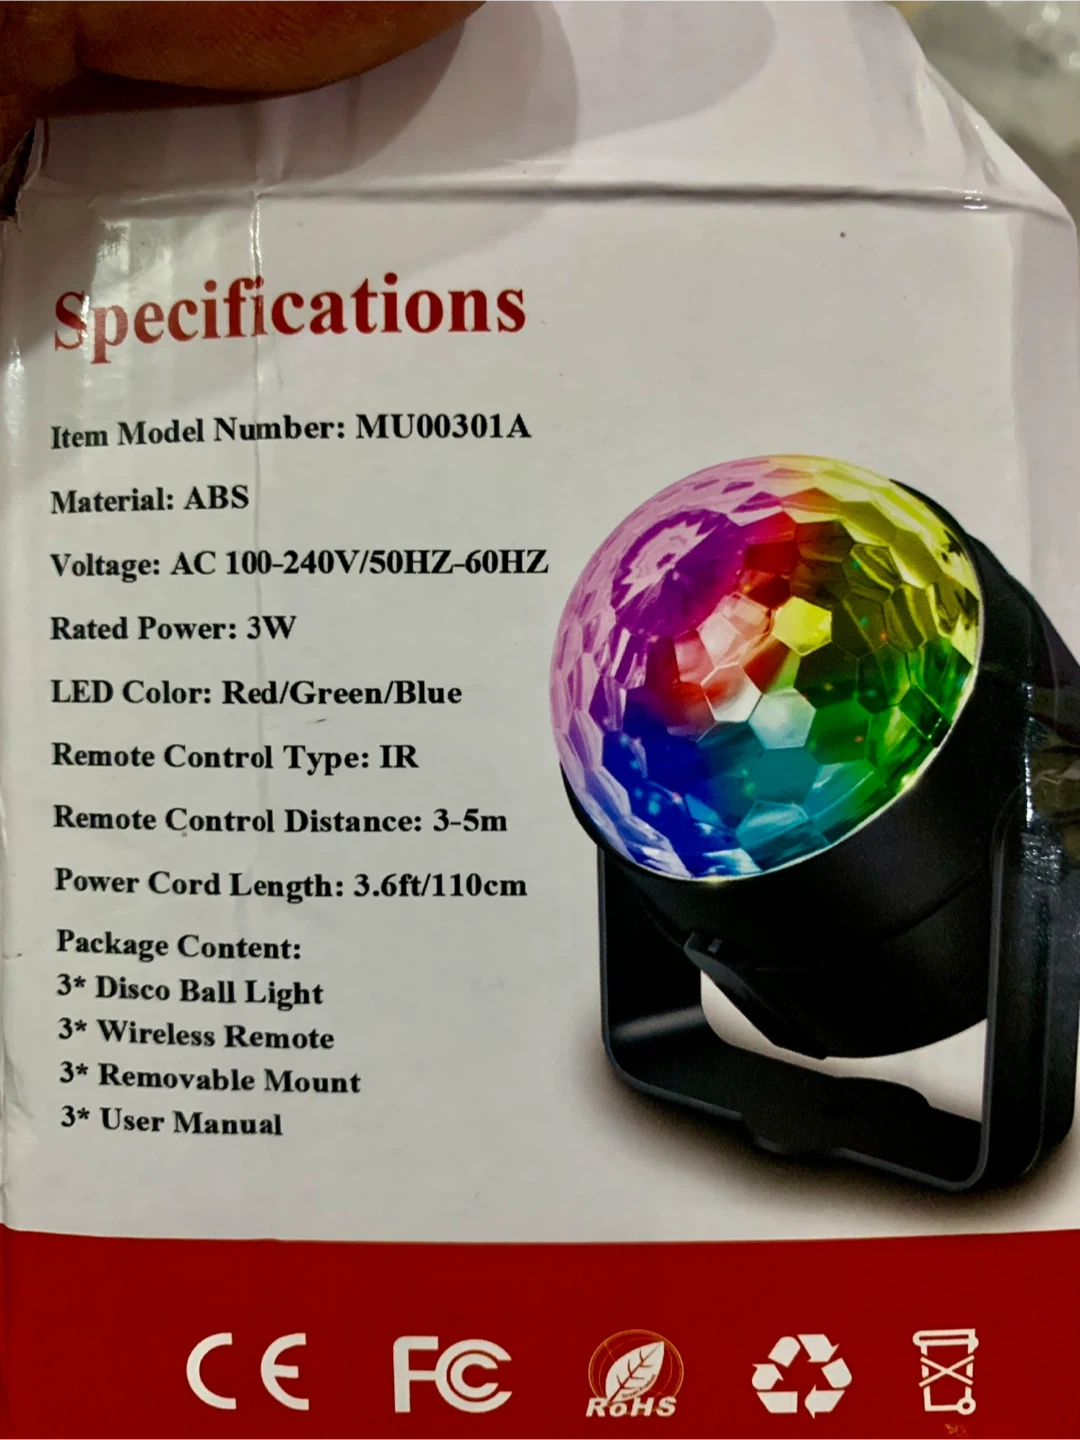 Specifications
Item Model Number: MU00301A
Material: ABS
Voltage: AC 100-240V/50HZ-60HZ
Rated Power: 3W
LED Color: Red/Green/Blue
Remote Control Type: IR
Remote Control Distance: 3-5m
Power Cord Length: 3.6ft/110cm
Package Content:
3* Disco Ball Light
3* Wireless Remote
3* Removable Mount
3* User Manual
CE FC RoHS